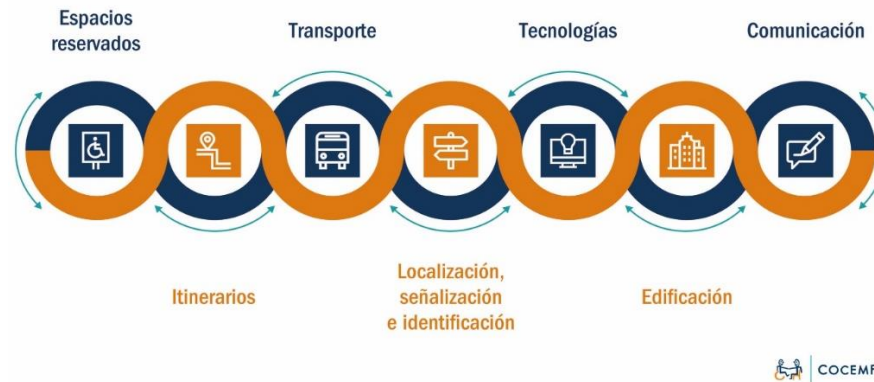 Espacios
reservados
Transporte
Tecnologías
Comunicación
Itinerarios
Localización,
señalización
e identificación
Edificación
COCEMF